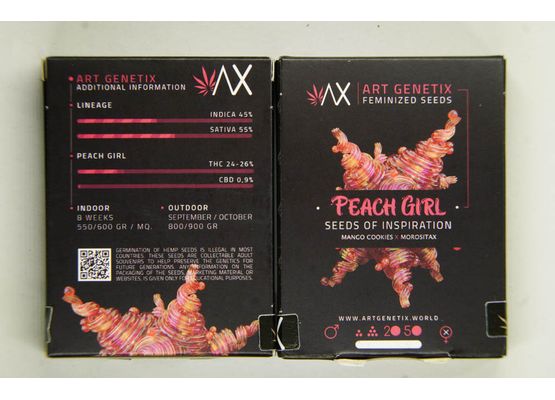 ART GENETIX
ADDITIONAL INFORMATION
AX
LINEAGE
INDICA 45%
SATIVA 55%
PEACH GIRL
THC 24-26%
CBD 0,9%
INDOOR
8 WEEKS
550/600 GR / MQ.
OUTDOOR
SEPTEMBER / OCTOBER
800/900 GR
GERMINATION OF HEMP SEEDS IS ILLEGAL IN MOST
COUNTRIES. THESE SEEDS ARE COLLECTABLE ADULT
SOUVENIRS TO HELP PRESERVE THE GENETICS FOR
FUTURE GENERATIONS. ANY INFORMATION ON THE
PACKAGING OF THE SEEDS, MARKETING MATERIAL OR
WEBSITES, IS GIVEN ONLY FOR EDUCATIONAL PURPOSES.
AX
ART GENETIX
FEMINIZED SEEDS
PEACH GIRL
SEEDS OF INSPIRATION
MANGO COOKIES X MOROSITAX
WWW.ARTGENETIX.WORLD
2 5